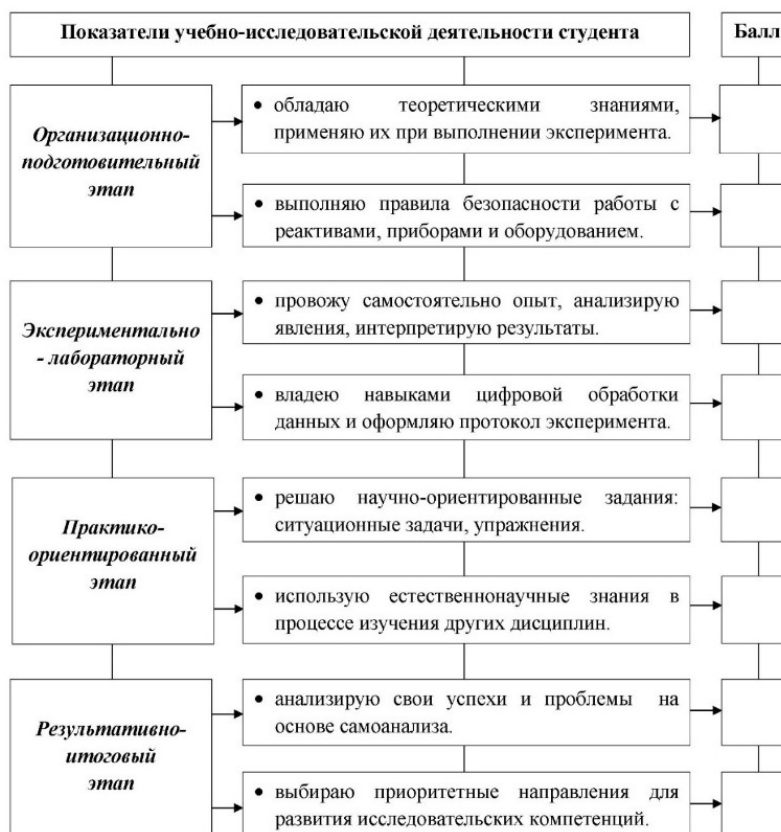 Показатели учебно-исследовательской деятельности студента
Балл
Организационно-
подготовительный
этап
• обладаю теоретическими знаниями,
применяю их при выполнении эксперимента.
• выполняю правила безопасности работы с
реактивами, приборами и оборудованием.
Экспериментально
- лабораторный
этап
• провожу самостоятельно опыт, анализирую
явления, интерпретирую результаты.
• владею навыками цифровой обработки
данных и оформляю протокол эксперимента.
Практико-
ориентированный
этап
• решаю научно-ориентированные задания:
ситуационные задачи, упражнения.
• использую естественнонаучные знания в
процессе изучения других дисциплин.
Результативно-
итоговый
этап
• анализирую свои успехи и проблемы на
основе самоанализа.
• выбираю приоритетные направления для
развития исследовательских компетенций.